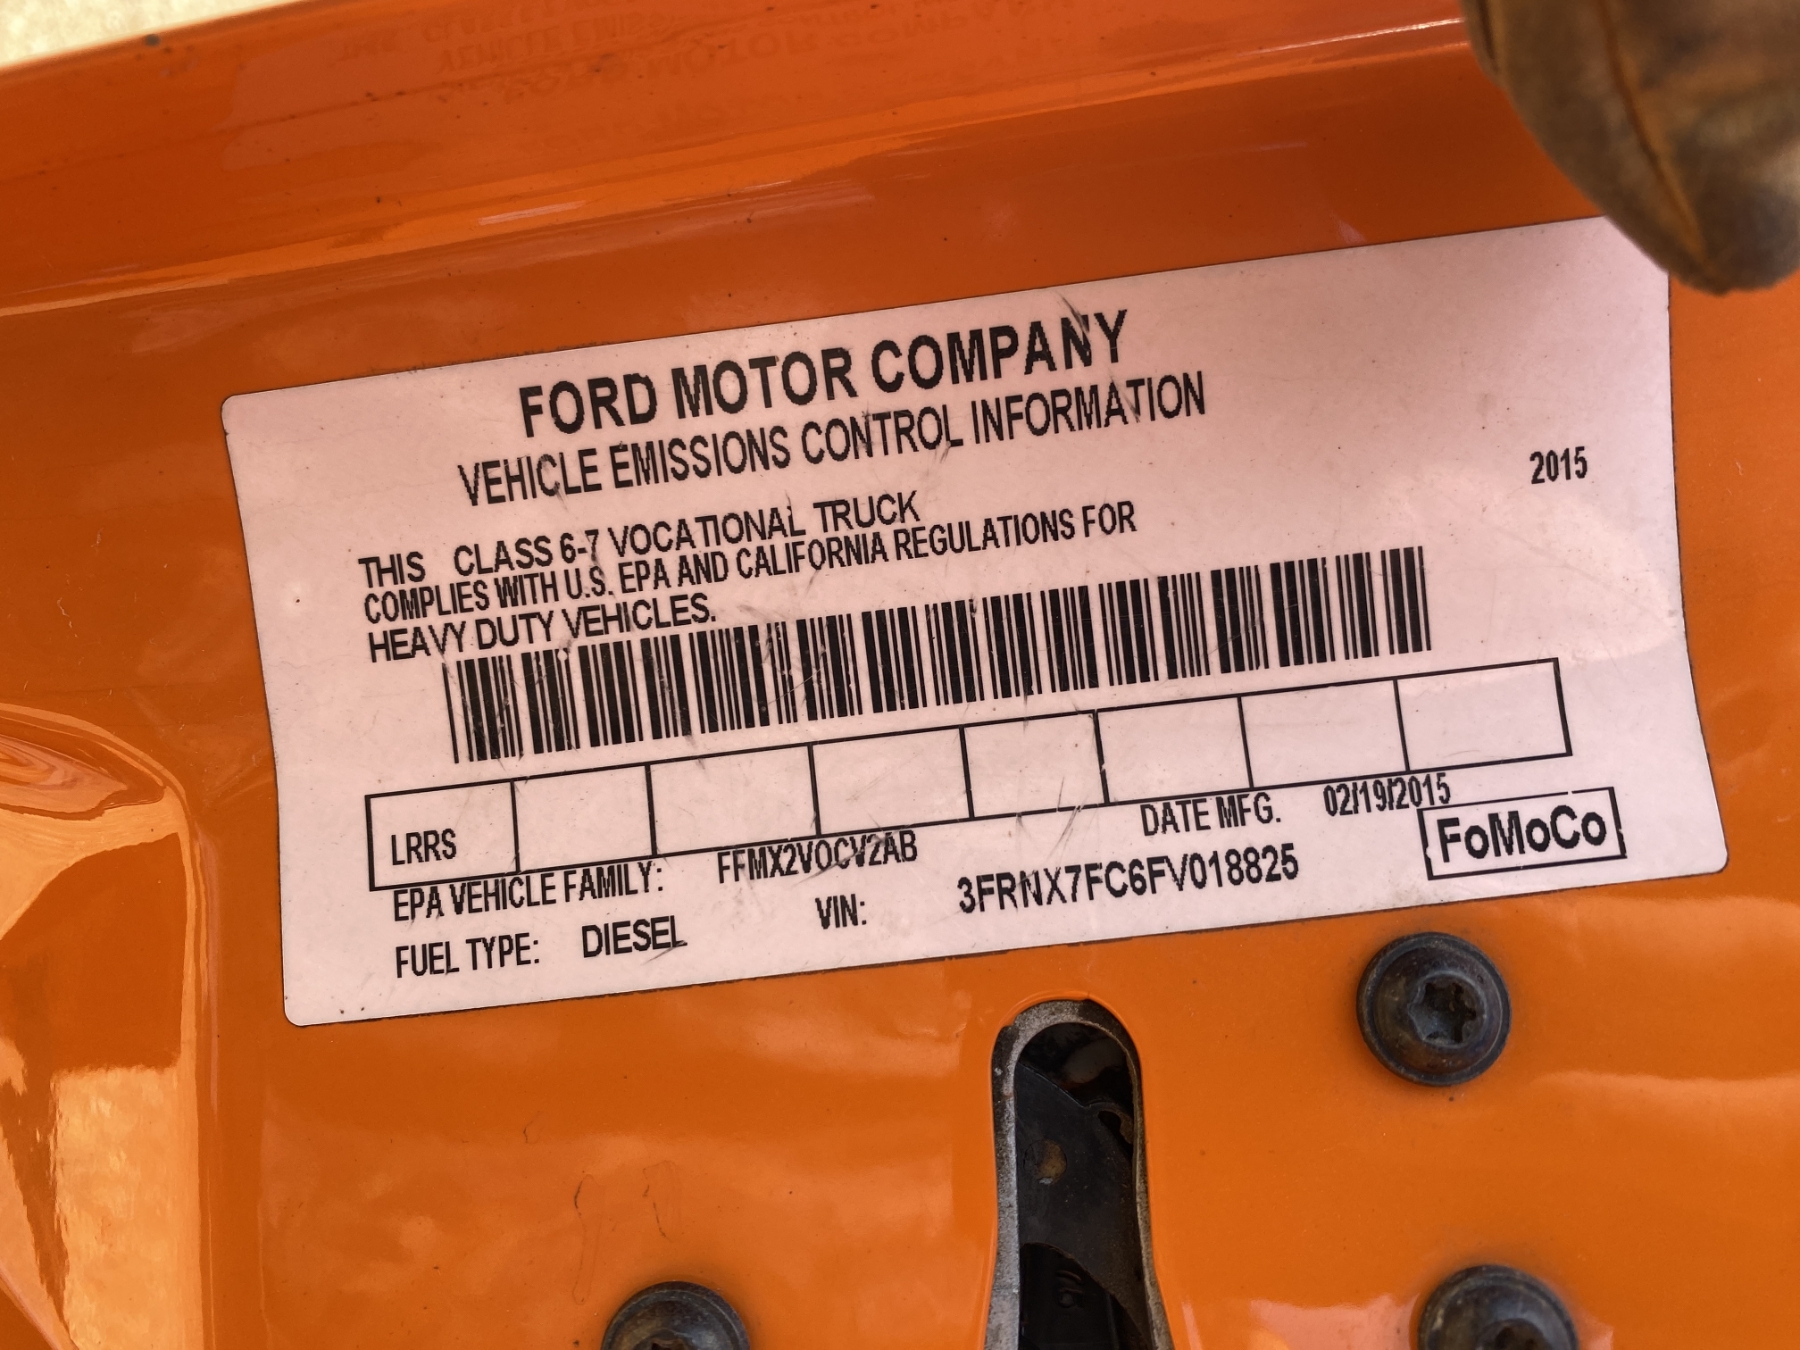 FORD MOTOR COMPANY
VEHICLE EMISSIONS CONTROL INFORMATION
2015
THIS CLASS 6-7 VOCATIONAL TRUCK
COMPLIES WITH U.S. EPA AND CALIFORNIA REGULATIONS FOR
HEAVY DUTY VEHICLES.
LRRS
EPA VEHICLE FAMILY: FFMX2VOCV2AB DATE MFG. 02/19/2015
FUEL TYPE: DIESEL VIN: 3FRNX7FC6FV018825
FoMoCo